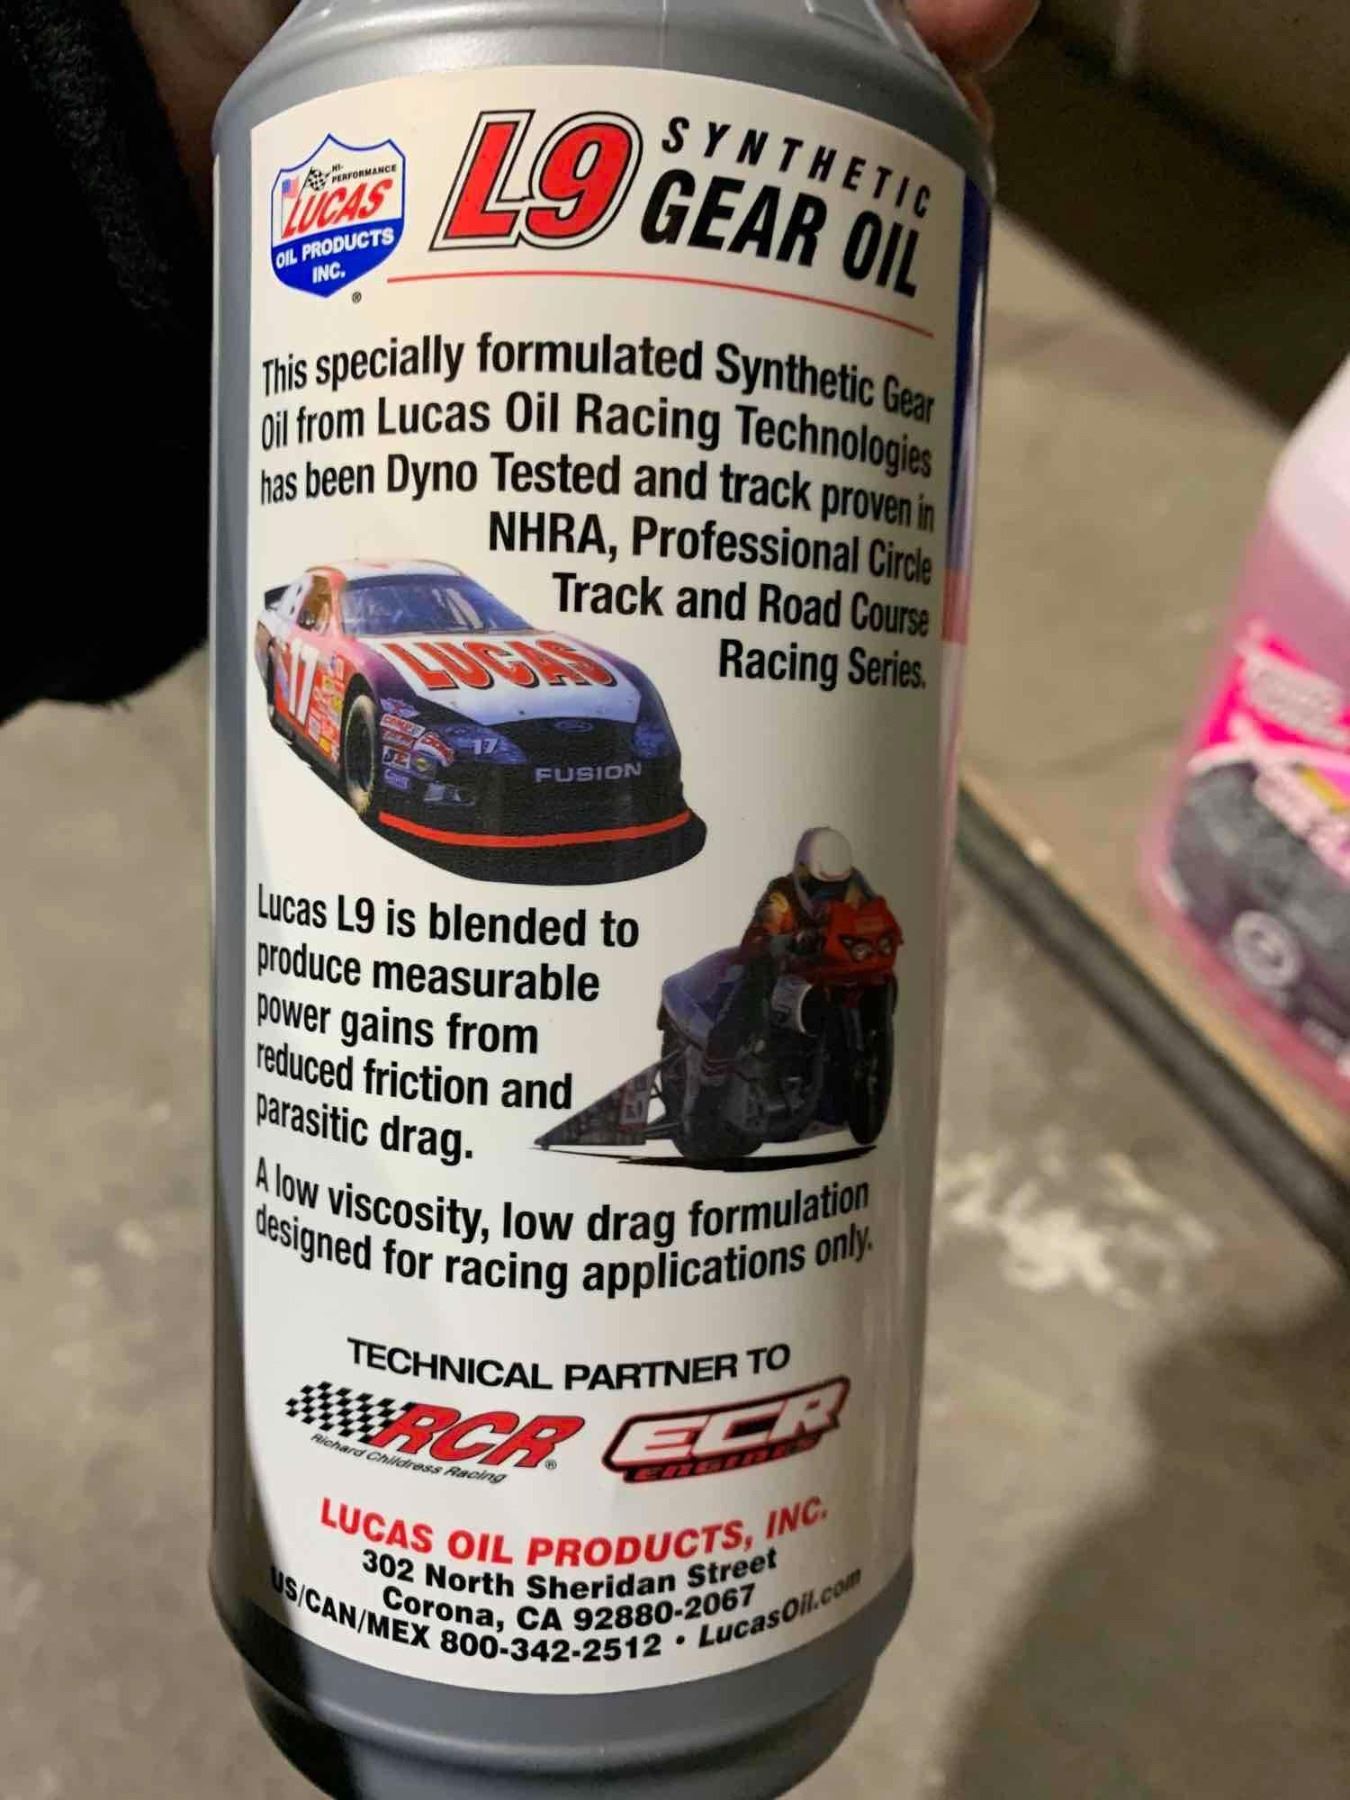 HI-
PERFORMANCE
LUCAS
OIL PRODUCTS
INC.
®
L9 SYNTHETIC
GEAR OIL
This specially formulated Synthetic Gear
Oil from Lucas Oil Racing Technologies
has been Dyno Tested and track proven in
NHRA, Professional Circle
Track and Road Course
Racing Series.
LUCAS
17
17
FUSION
Lucas L9 is blended to
produce measurable
power gains from
reduced friction and
parasitic drag.
A low viscosity, low drag formulation
designed for racing applications only.
TECHNICAL PARTNER TO
RCR®
Richard Childress Racing
ECR
ENGINES
LUCAS OIL PRODUCTS, INC.
302 North Sheridan Street
Corona, CA 92880-2067
US/CAN/MEX 800-342-2512 • LucasOil.com